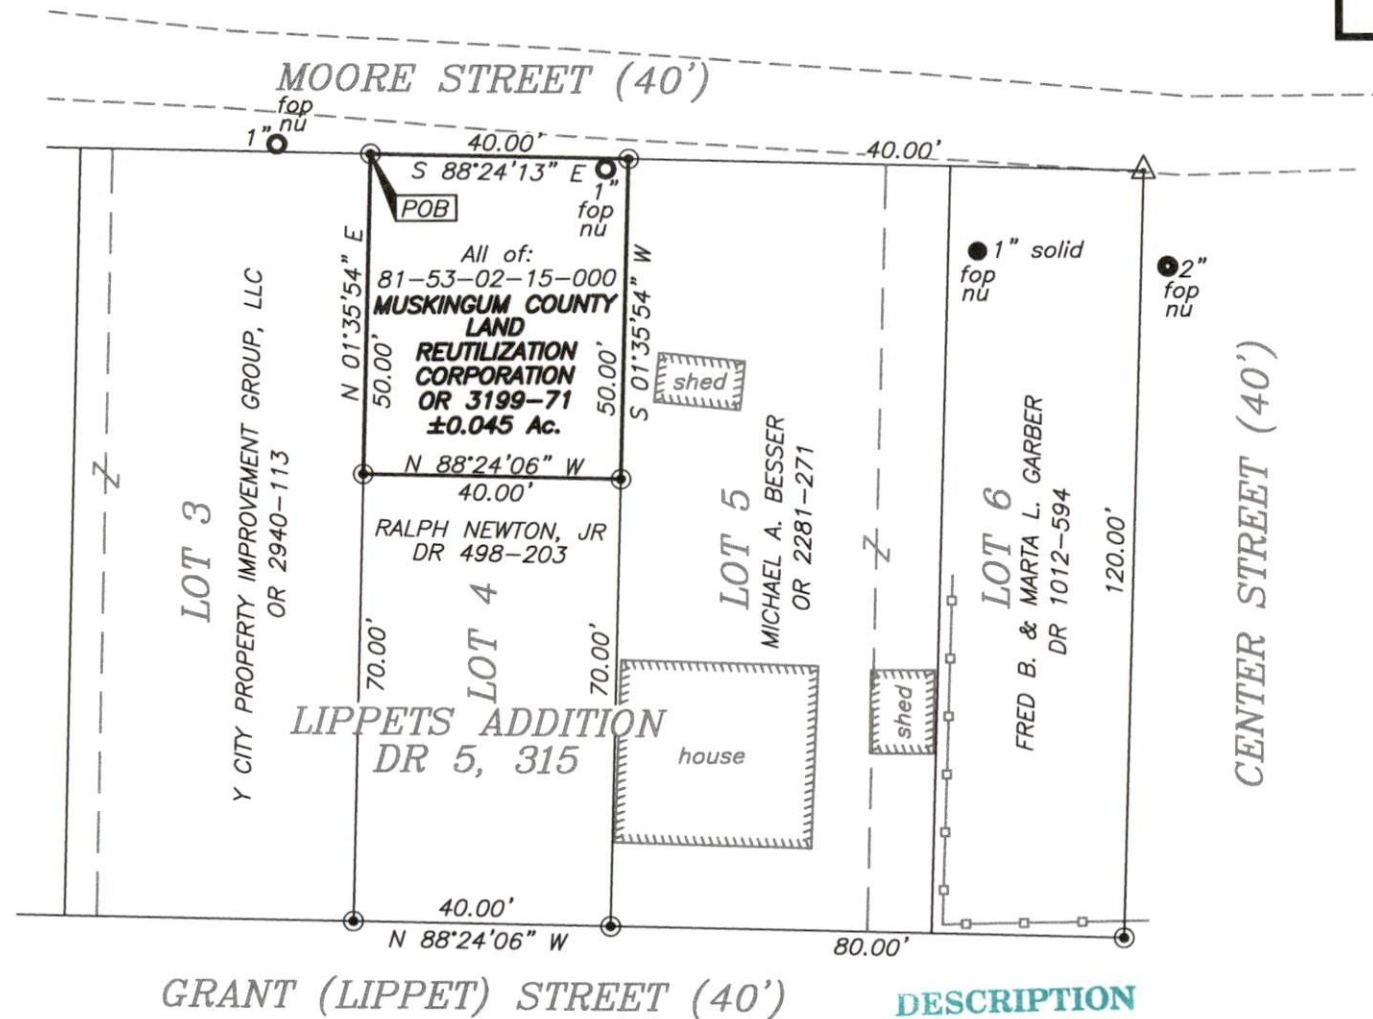 MOORE STREET (40')
fop
nu
1"
40.00'
S 88°24'13" E
40.00'
POB
1"
fop
nu
1" solid
fop
nu
2"
fop
nu
N 01°35'54" E
50.00'
All of:
81-53-02-15-000
MUSKINGUM COUNTY
LAND
REUTILIZATION
CORPORATION
OR 3199-71
±0.045 Ac.
50.00'
S 01°35'54" W
shed
N 88°24'06" W
40.00'
RALPH NEWTON, JR
DR 498-203
Z
LOT 3
Y CITY PROPERTY IMPROVEMENT GROUP, LLC
OR 2940-113
70.00'
LOT 4
70.00'
LOT 5
MICHAEL A. BESSER
OR 2281-271
Z
LOT 6
FRED B. & MARTA L. GARBER
DR 1012-594
120.00'
CENTER STREET (40')
LIPPETS ADDITION
DR 5, 315
house
shed
40.00'
N 88°24'06" W
80.00'
GRANT (LIPPET) STREET (40')
DESCRIPTION